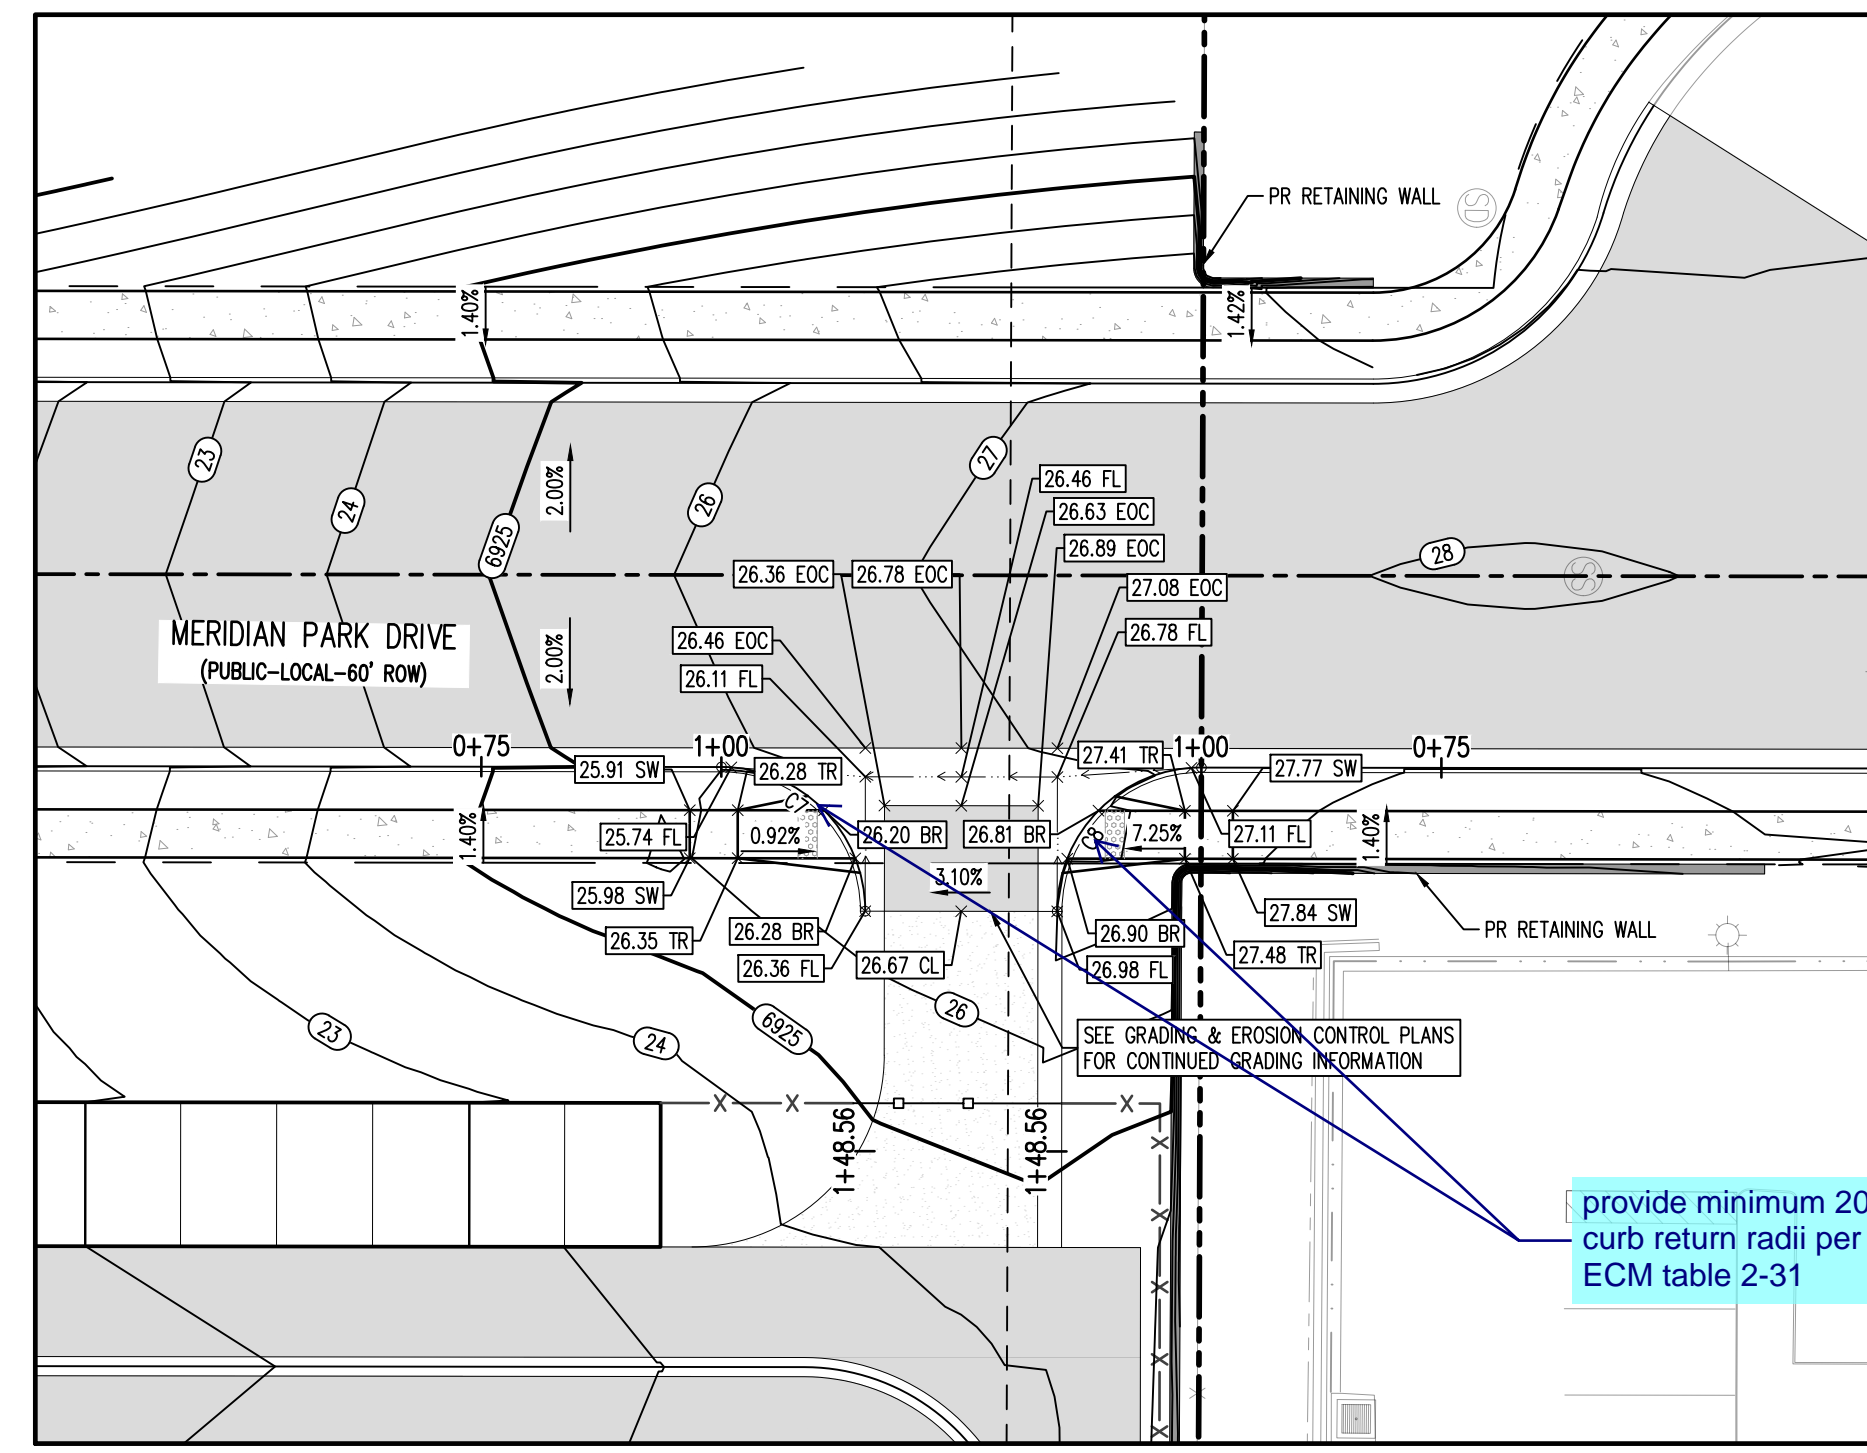 PR RETAINING WALL
SD
1.40%
1.42%
23
24
6925
26
27
28
SS
2.00%
2.00%
26.46 FL
26.63 EOC
26.89 EOC
26.36 EOC
26.78 EOC
27.08 EOC
26.78 FL
26.46 EOC
26.11 FL
MERIDIAN PARK DRIVE
(PUBLIC-LOCAL-60' ROW)
0+75
1+00
1+00
0+75
25.91 SW
26.28 TR
27.41 TR
27.77 SW
C7
C8
25.74 FL
0.92%
26.20 BR
26.81 BR
7.25%
27.11 FL
1.40%
1.40%
3.10%
25.98 SW
26.35 TR
26.28 BR
26.36 FL
26.67 CL
26.90 BR
26.98 FL
27.84 SW
27.48 TR
PR RETAINING WALL
23
24
6925
26
SEE GRADING & EROSION CONTROL PLANS
FOR CONTINUED GRADING INFORMATION
1+48.56
1+48.56
provide minimum 20
curb return radii per
ECM table 2-31